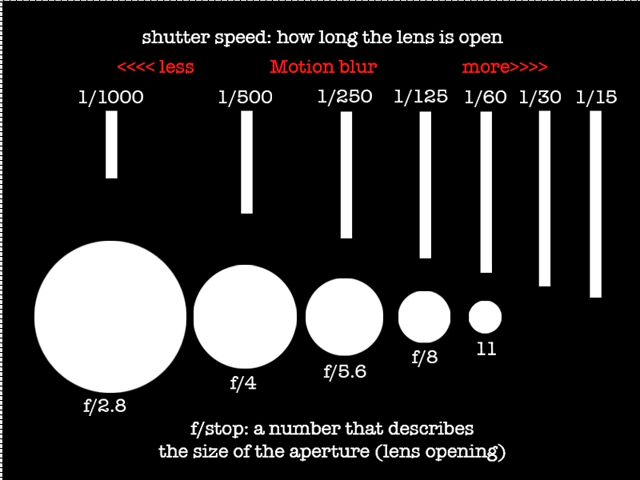 shutter speed: how long the lens is open
<<<< less Motion blur more>>>>
1/1000 1/500 1/250 1/125 1/60 1/30 1/15
f/2.8 f/4 f/5.6 f/8 11
f/stop: a number that describes
the size of the aperture (lens opening)